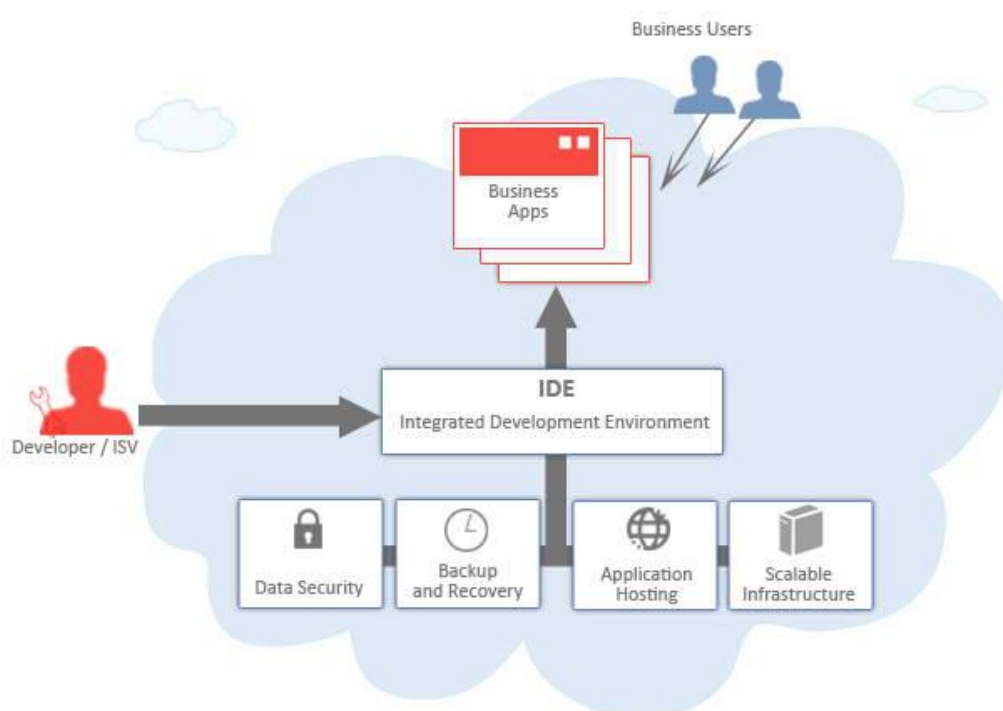 Business Users
Business
Apps
IDE
Integrated Development Environment
Developer / ISV
Data Security
Backup
and Recovery
Application
Hosting
Scalable
Infrastructure